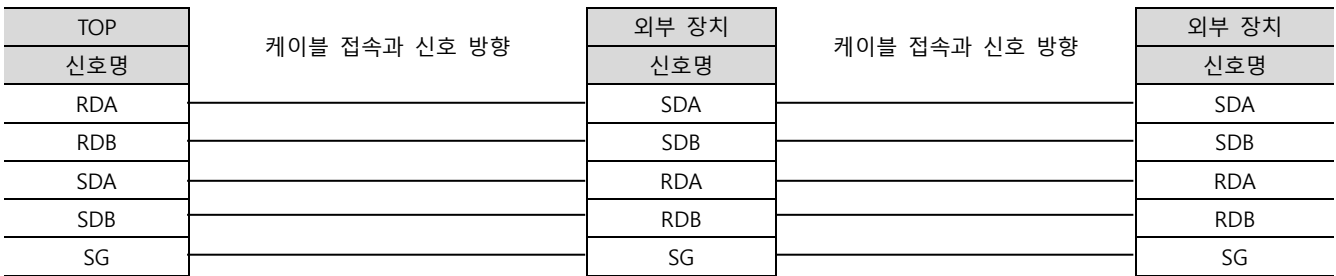 TOP 케이블 접속과 신호 방향 외부 장치 케이블 접속과 신호 방향 외부 장치
신호명 신호명 신호명
RDA SDA SDA
RDB SDB SDB
SDA RDA RDA
SDB RDB RDB
SG SG SG